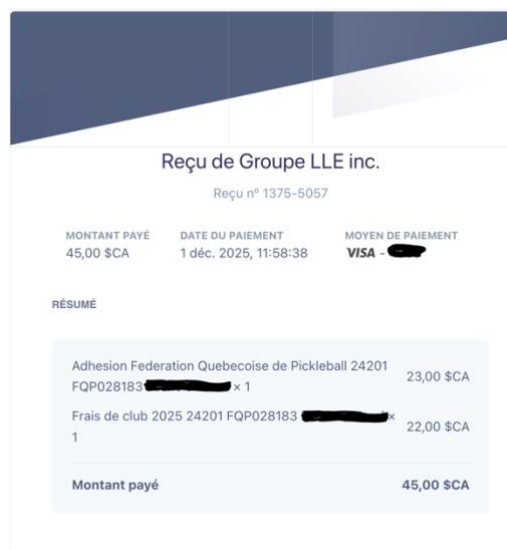 Reçu de Groupe LLE inc.
Reçu nº 1375-5057
MONTANT PAYÉ DATE DU PAIEMENT MOYEN DE PAIEMENT
45,00 $CA 1 déc. 2025, 11:58:38 VISA -
RÉSUMÉ
Adhesion Federation Quebecoise de Pickleball 24201
FQP028183 × 1 23,00 $CA
Frais de club 2025 24201 FQP028183 ×
1 22,00 $CA
Montant payé 45,00 $CA